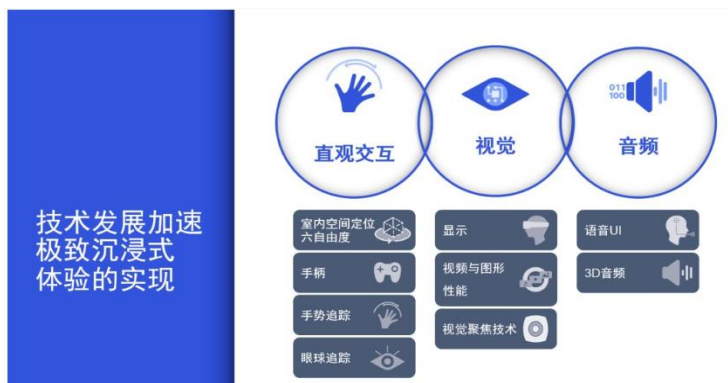 技术发展加速
极致沉浸式
体验的实现
直观交互
视觉
011
100
音频
室内空间定位
六自由度
手柄
手势追踪
眼球追踪
显示
视频与图形
性能
视觉聚焦技术
语音UI
3D音频